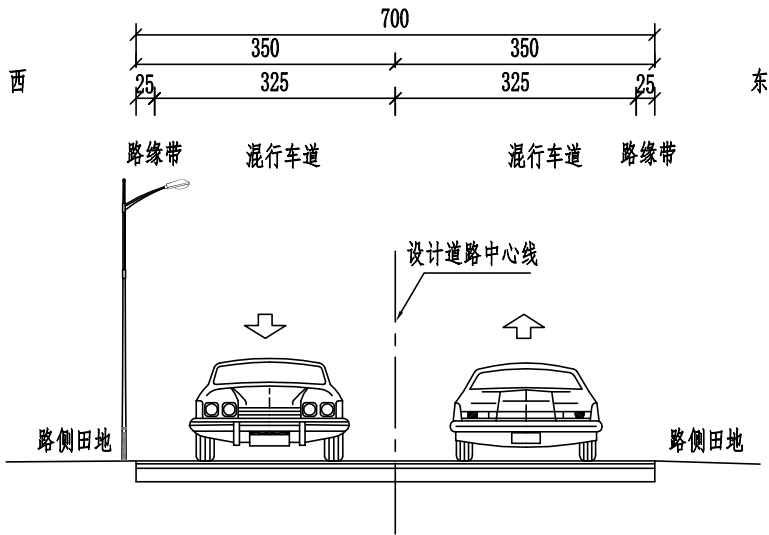 700
350 350
25 325 325 25
西 东
路缘带 混行车道 混行车道 路缘带
设计道路中心线
路侧田地 路侧田地